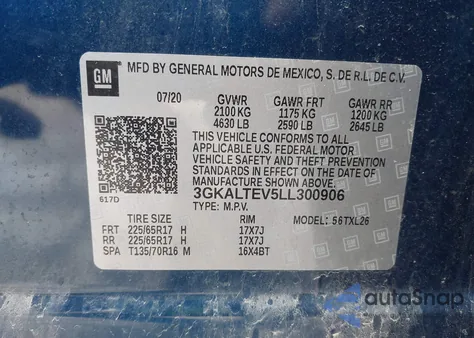 GM
MFD BY GENERAL MOTORS DE MEXICO, S. DE R.L. DE C.V.
07/20 GVWR GAWR FRT GAWR RR
2100 KG 1175 KG 1200 KG
4630 LB 2590 LB 2645 LB
THIS VEHICLE CONFORMS TO ALL
APPLICABLE U.S. FEDERAL MOTOR
VEHICLE SAFETY AND THEFT PREVENTION
STANDARDS IN EFFECT ON THE DATE OF
MANUFACTURE SHOWN ABOVE.
617D
3GKALTEV5LL300906
TYPE: M.P.V. MODEL: 56TXL26
TIRE SIZE RIM
FRT 225/65R17 H 17X7J
RR 225/65R17 H 17X7J
SPA T135/70R16 M 16X4BT
autoSnap